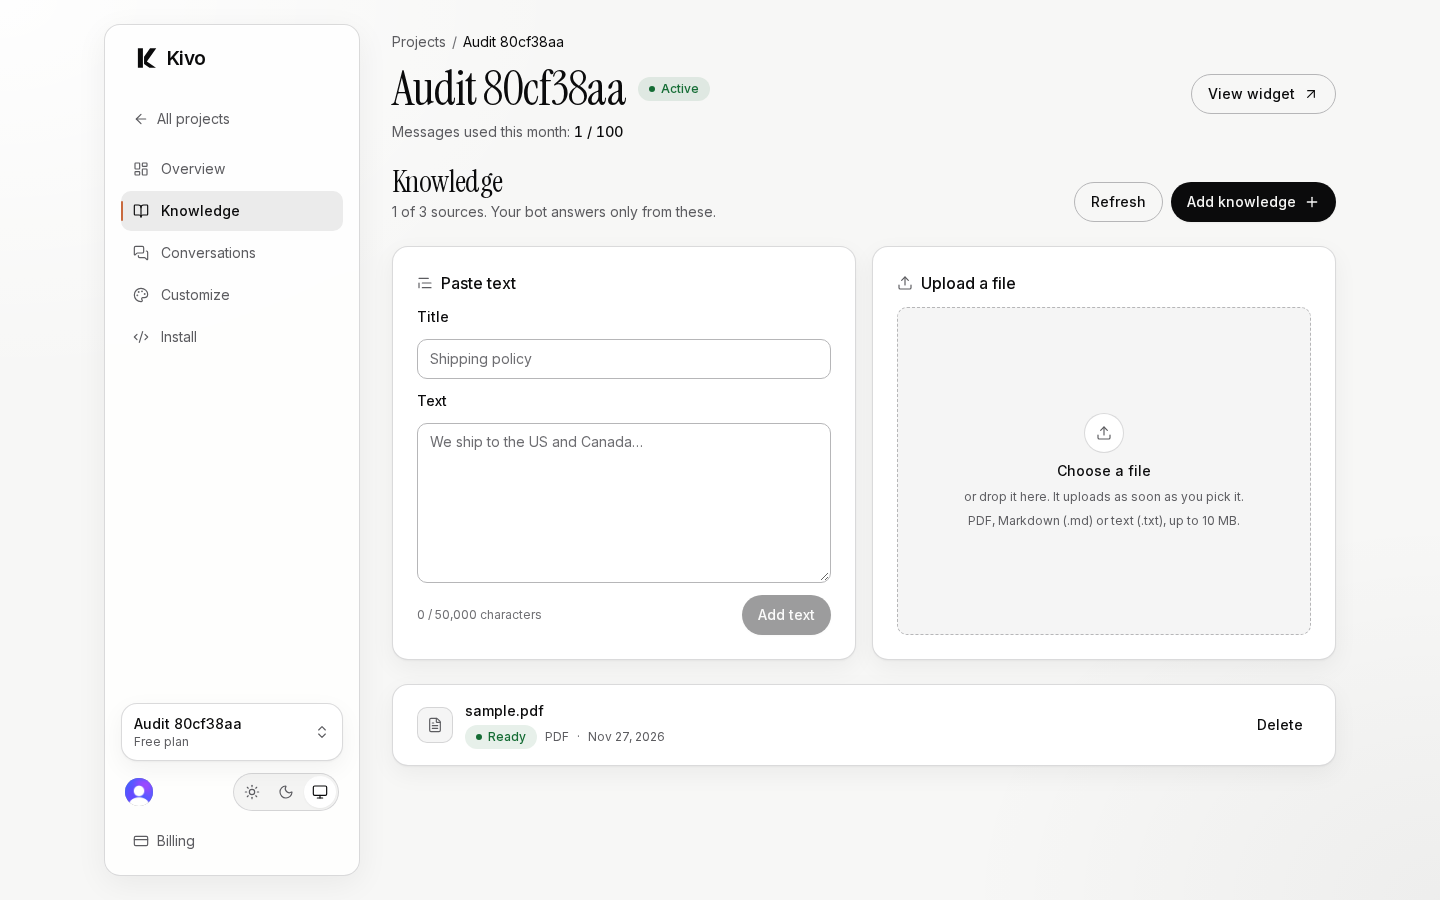 Kivo
All projects
Overview
Knowledge
Conversations
Customize
Install
Audit 80cf38aa
Free plan
Billing
Projects / Audit 80cf38aa
Audit 80cf38aa
Active
Messages used this month: 1 / 100
View widget
Knowledge
1 of 3 sources. Your bot answers only from these.
Refresh
Add knowledge
Paste text
Title
Shipping policy
Text
We ship to the US and Canada…
0 / 50,000 characters
Add text
Upload a file
Choose a file
or drop it here. It uploads as soon as you pick it.
PDF, Markdown (.md) or text (.txt), up to 10 MB.
sample.pdf
Ready PDF · Nov 27, 2026
Delete